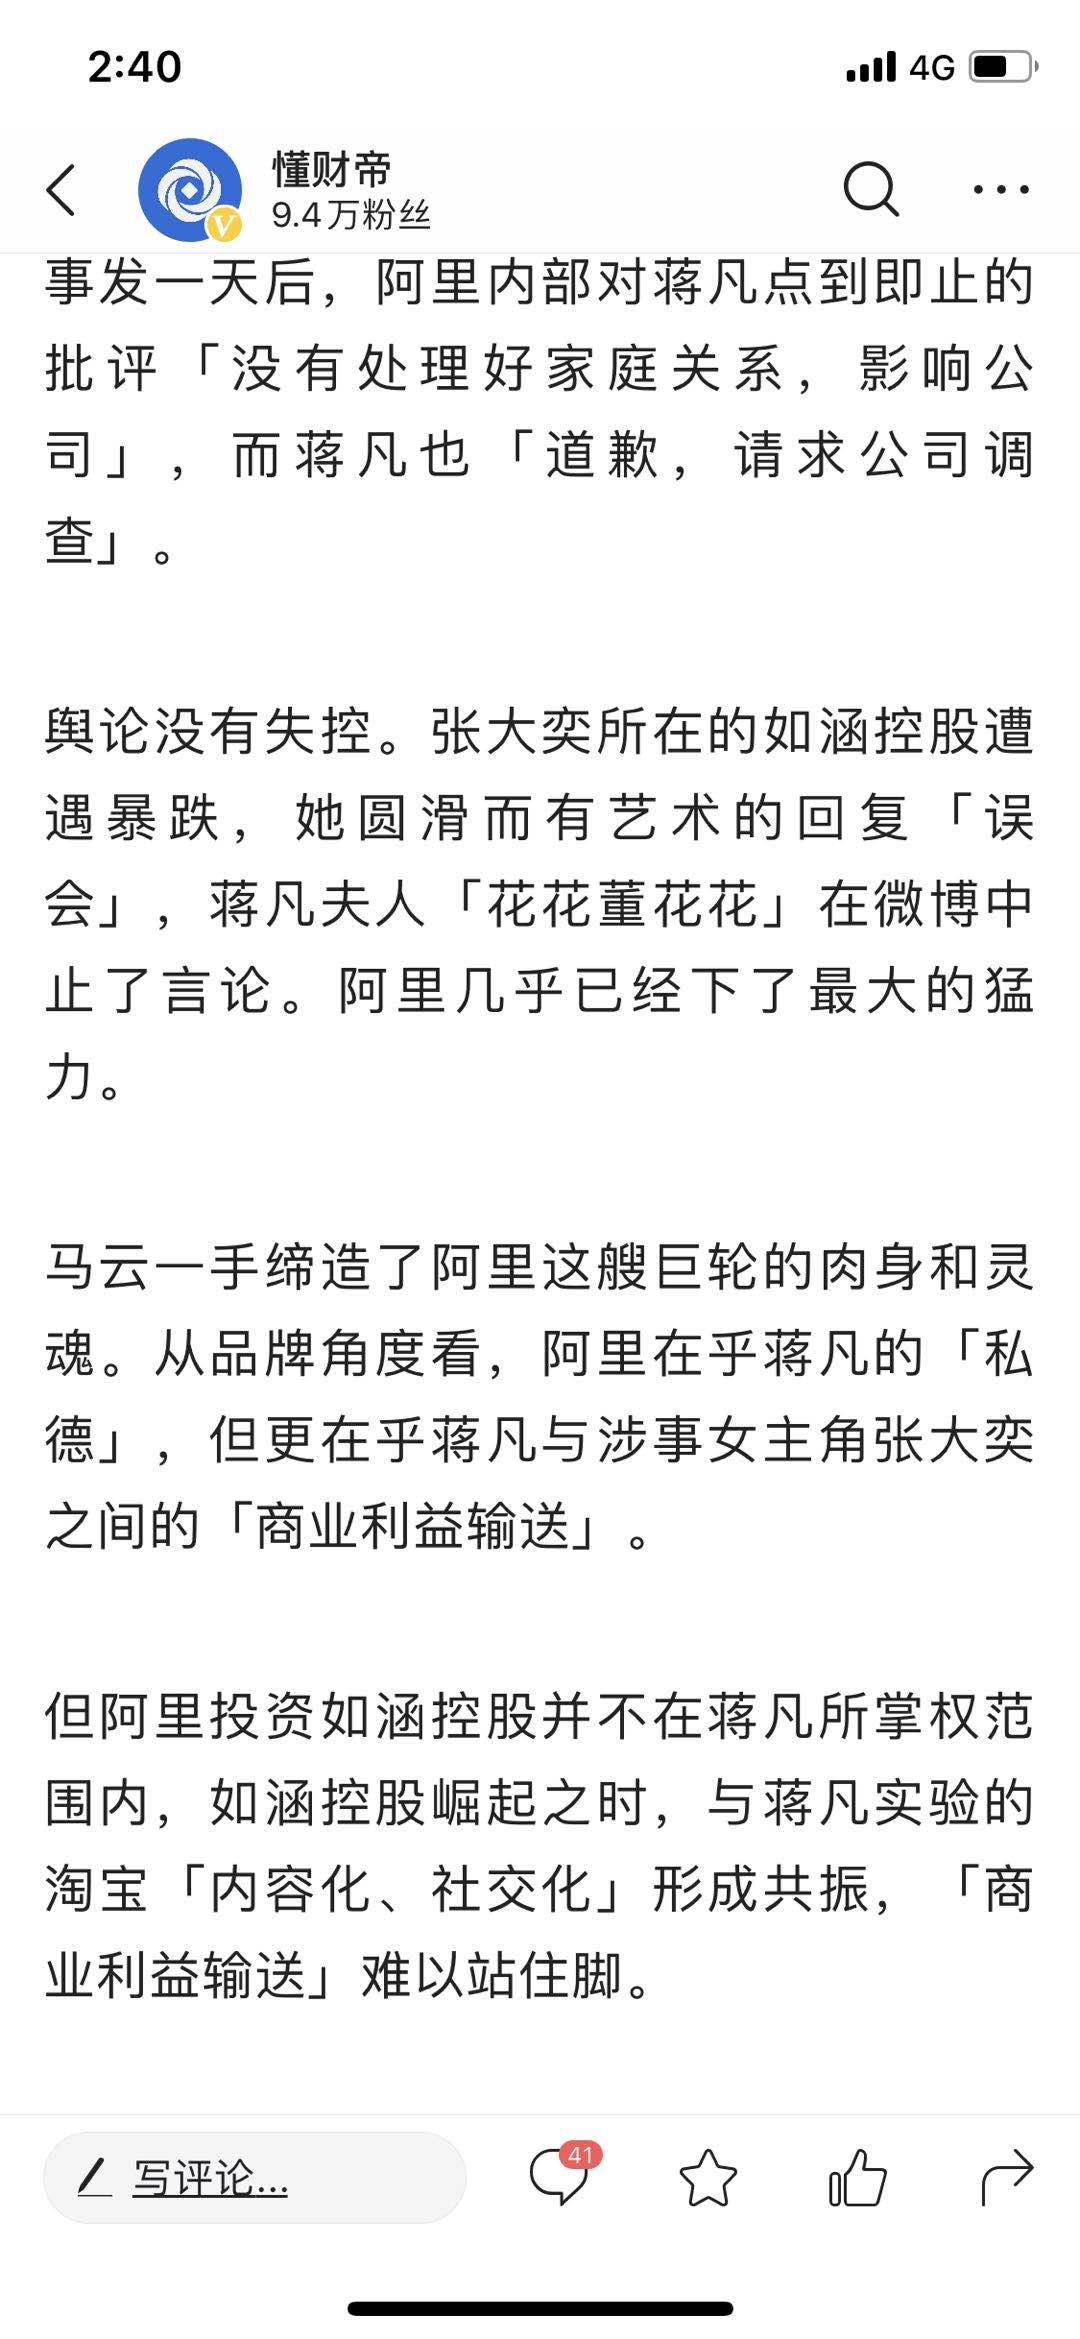 2:40
4G
懂财帝
9.4万粉丝
事发一天后，阿里内部对蒋凡点到即止的
批评「没有处理好家庭关系，影响公
司」，而蒋凡也「道歉，请求公司调
查」。
舆论没有失控。张大奕所在的如涵控股遭
遇暴跌，她圆滑而有艺术的回复「误
会」，蒋凡夫人「花花董花花」在微博中
止了言论。阿里几乎已经下了最大的猛
力。
马云一手缔造了阿里这艘巨轮的肉身和灵
魂。从品牌角度看，阿里在乎蒋凡的「私
德」，但更在乎蒋凡与涉事女主角张大奕
之间的「商业利益输送」。
但阿里投资如涵控股并不在蒋凡所掌权范
围内，如涵控股崛起之时，与蒋凡实验的
淘宝「内容化、社交化」形成共振，「商
业利益输送」难以站住脚。
写评论...
41